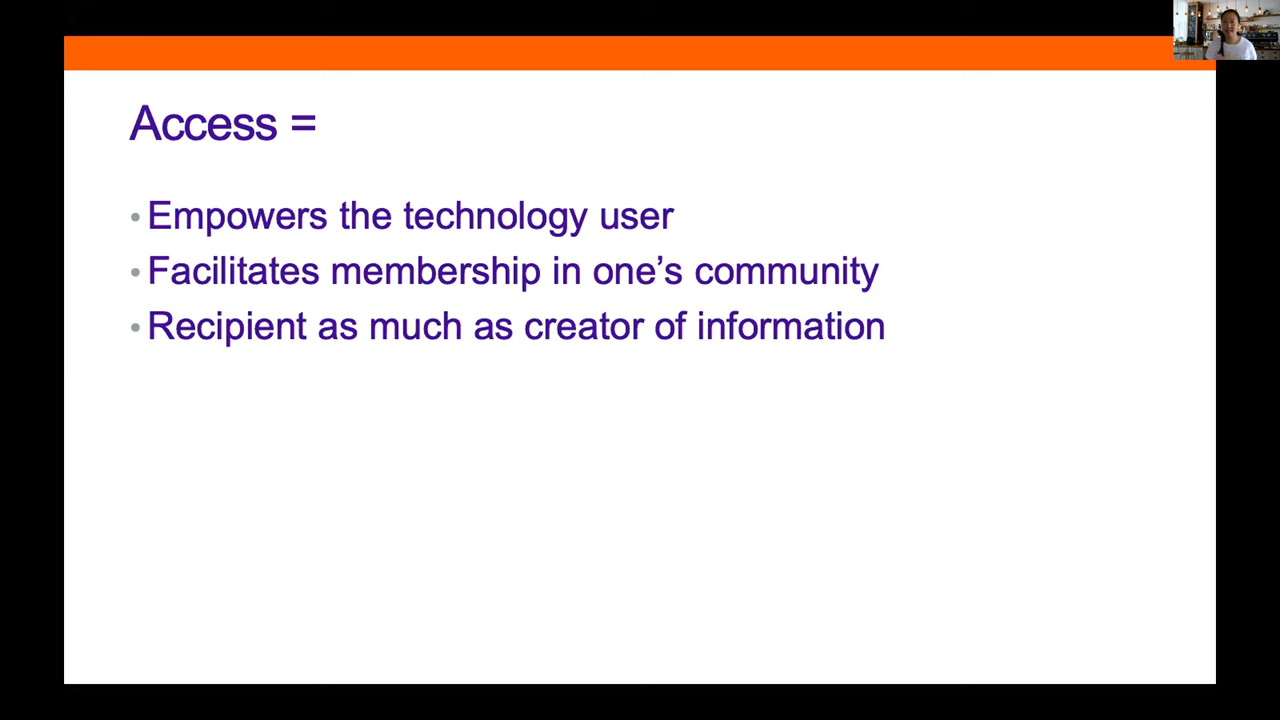 Access =
• Empowers the technology user
• Facilitates membership in one’s community
• Recipient as much as creator of information